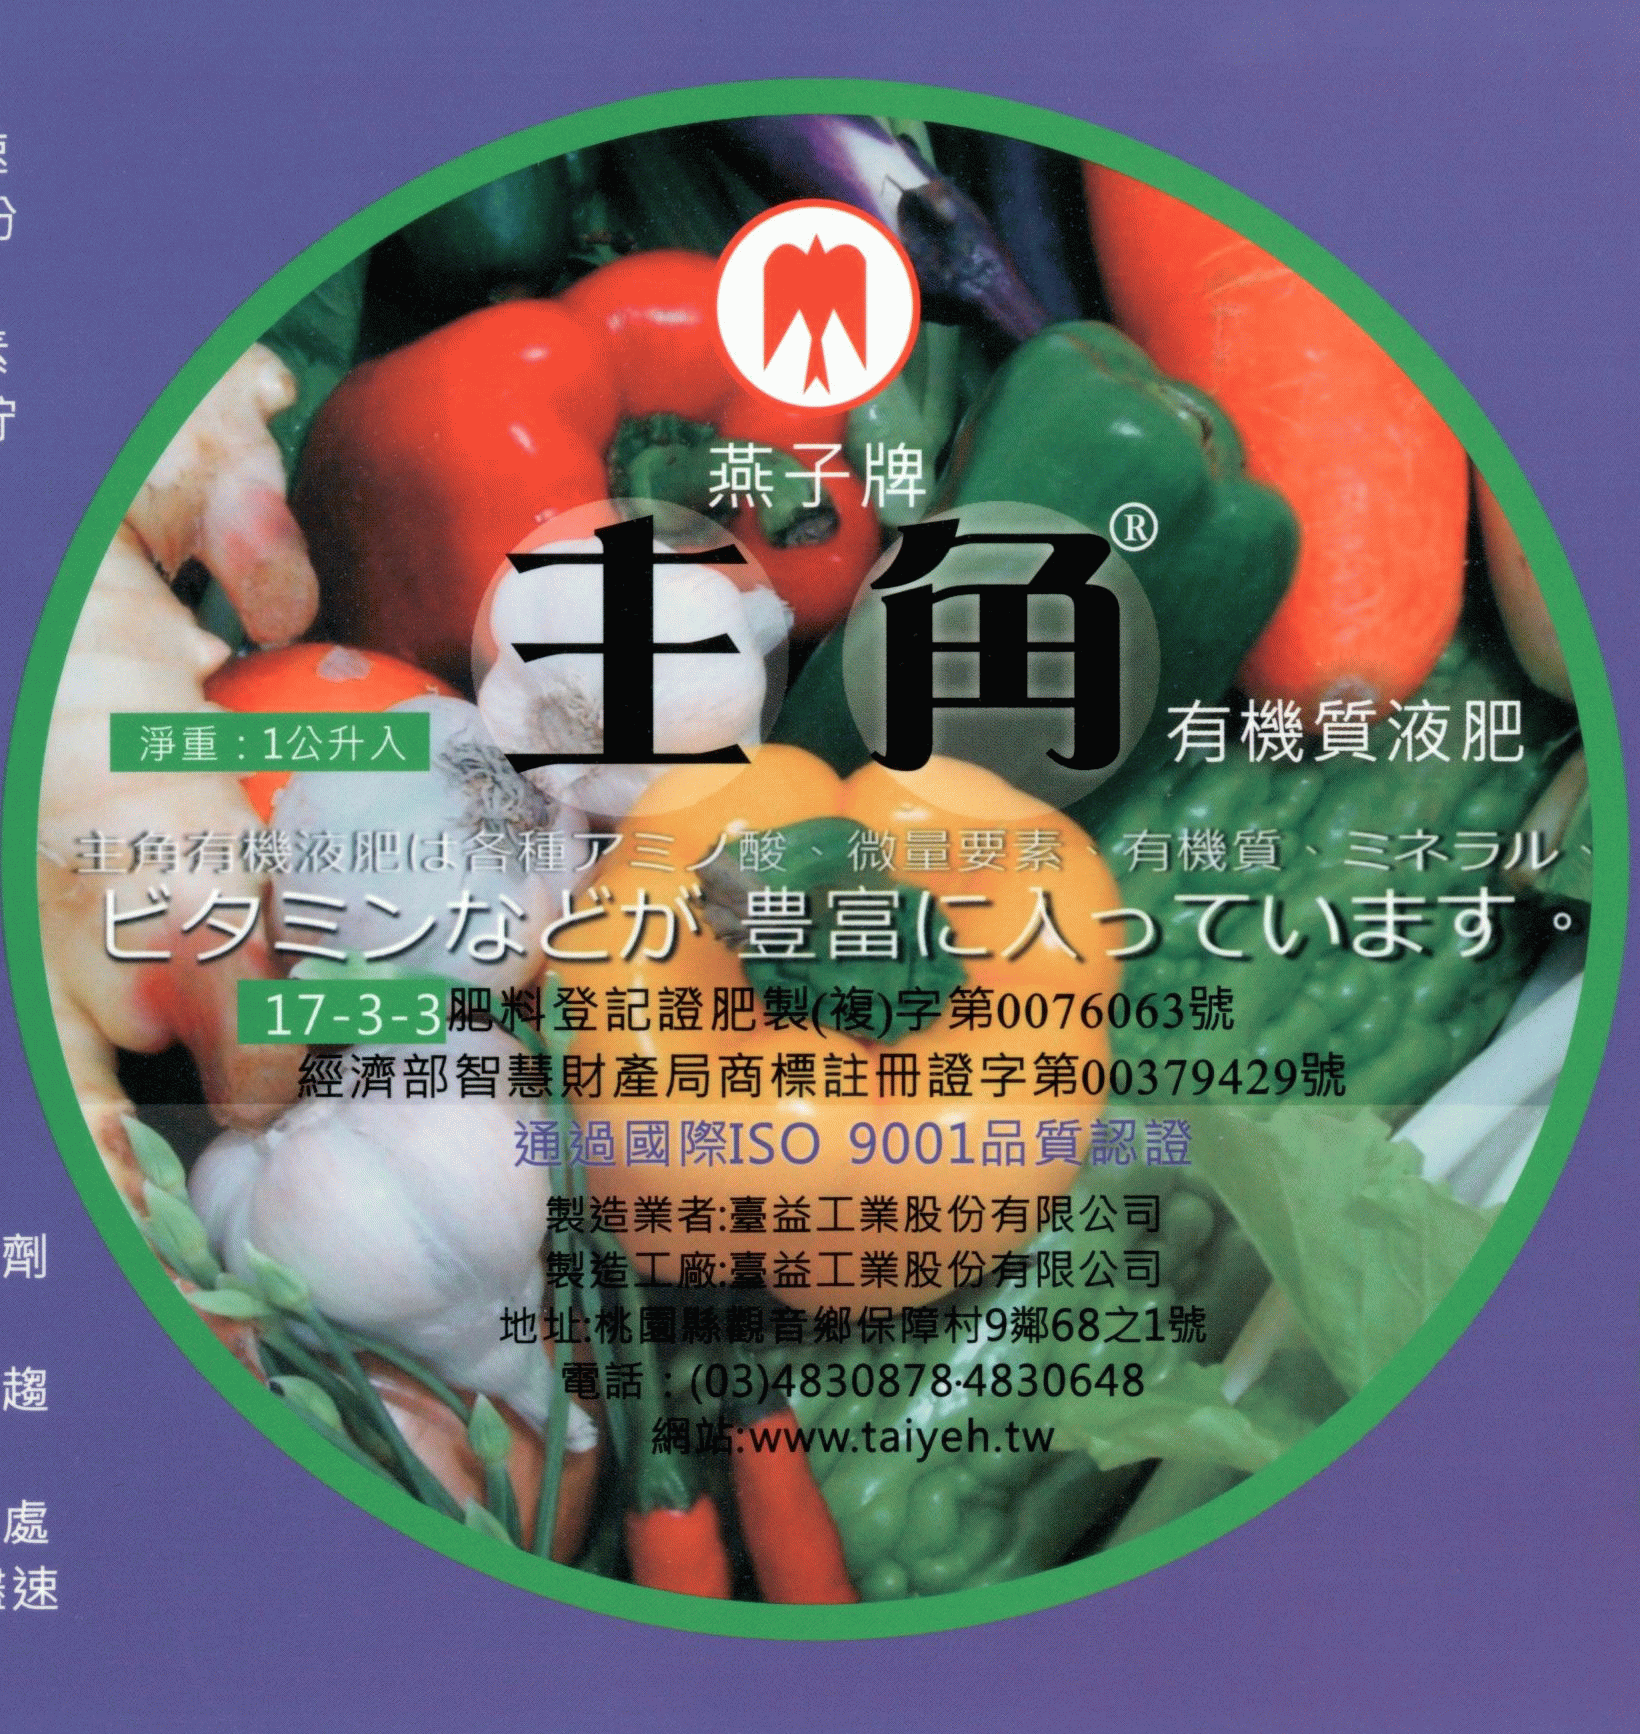 燕子牌
主角®
有機質液肥
淨重：1公升入
主角有機液肥は各種アミノ酸、微量要素、有機質、ミネラル、
ビタミンなどが 豊富に入っています。
17-3-3肥料登記證肥製(複)字第0076063號
經濟部智慧財產局商標註冊證字第00379429號
通過國際ISO 9001品質認證
製造業者:臺益工業股份有限公司
製造工廠:臺益工業股份有限公司
地址:桃園縣觀音鄉保障村9鄰68之1號
電話：(03)4830878·4830648
網站:www.taiyeh.tw
劑
趨
處
速